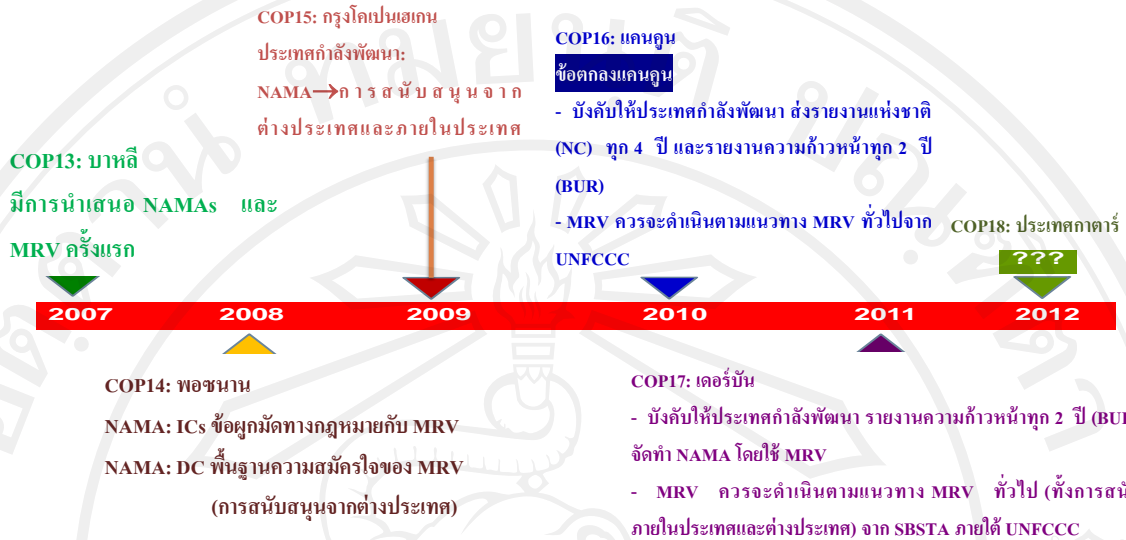 COP15: กรุงโคเปนเฮเกน
ประเทศกำลังพัฒนา:
NAMA→การสนับสนุนจาก
ต่างประเทศและภายในประเทศ
COP16: แคนคูน
ข้อตกลงแคนคูน
- บังคับให้ประเทศกำลังพัฒนา ส่งรายงานแห่งชาติ
(NC) ทุก 4 ปี และรายงานความก้าวหน้าทุก 2 ปี
(BUR)
- MRV ควรจะดำเนินตามแนวทาง MRV ทั่วไปจาก
UNFCCC
COP13: บาหลี
มีการนำเสนอ NAMAs และ
MRV ครั้งแรก
COP18: ประเทศกาตาร์
???
2007 2008 2009 2010 2011 2012
COP14: พอซนาน
NAMA: ICs ข้อผูกมัดทางกฎหมายกับ MRV
NAMA: DC พื้นฐานความสมัครใจของ MRV
(การสนับสนุนจากต่างประเทศ)
COP17: เดอร์บัน
- บังคับให้ประเทศกำลังพัฒนา รายงานความก้าวหน้าทุก 2 ปี (BUR
จัดทำ NAMA โดยใช้ MRV
- MRV ควรจะดำเนินตามแนวทาง MRV ทั่วไป (ทั้งการสนั
ภายในประเทศและต่างประเทศ) จาก SBSTA ภายใต้ UNFCCC